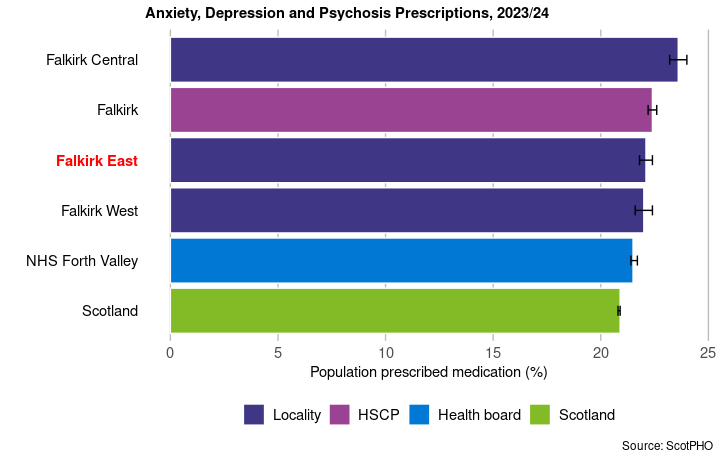 Anxiety, Depression and Psychosis Prescriptions, 2023/24
Falkirk Central
Falkirk
Falkirk East
Falkirk West
NHS Forth Valley
Scotland
0 5 10 15 20 25
Population prescribed medication (%)
Locality HSCP Health board Scotland
Source: ScotPHO